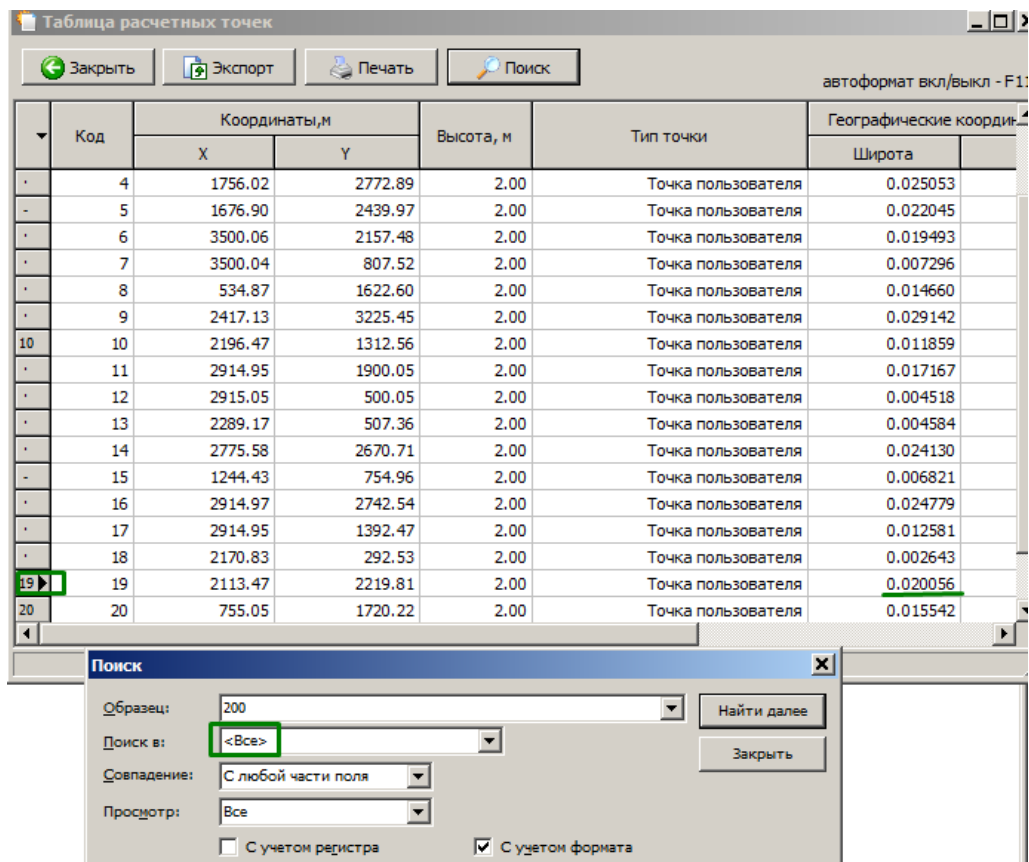 Таблица расчетных точек
Закрыть Экспорт Печать Поиск
автоформат вкл/выкл - F11
Код Координаты,м Высота, м Тип точки Географические координ
X Y Широта
4 1756.02 2772.89 2.00 Точка пользователя 0.025053
5 1676.90 2439.97 2.00 Точка пользователя 0.022045
6 3500.06 2157.48 2.00 Точка пользователя 0.019493
7 3500.04 807.52 2.00 Точка пользователя 0.007296
8 534.87 1622.60 2.00 Точка пользователя 0.014660
9 2417.13 3225.45 2.00 Точка пользователя 0.029142
10 10 2196.47 1312.56 2.00 Точка пользователя 0.011859
11 2914.95 1900.05 2.00 Точка пользователя 0.017167
12 2915.05 500.05 2.00 Точка пользователя 0.004518
13 2289.17 507.36 2.00 Точка пользователя 0.004584
14 2775.58 2670.71 2.00 Точка пользователя 0.024130
15 1244.43 754.96 2.00 Точка пользователя 0.006821
16 2914.97 2742.54 2.00 Точка пользователя 0.024779
17 2914.95 1392.47 2.00 Точка пользователя 0.012581
18 2170.83 292.53 2.00 Точка пользователя 0.002643
19 19 2113.47 2219.81 2.00 Точка пользователя 0.020056
20 20 755.05 1720.22 2.00 Точка пользователя 0.015542
Поиск
Образец: 200 Найти далее
Поиск в: <Все> Закрыть
Совпадение: С любой части поля
Просмотр: Все
С учетом регистра С учетом формата